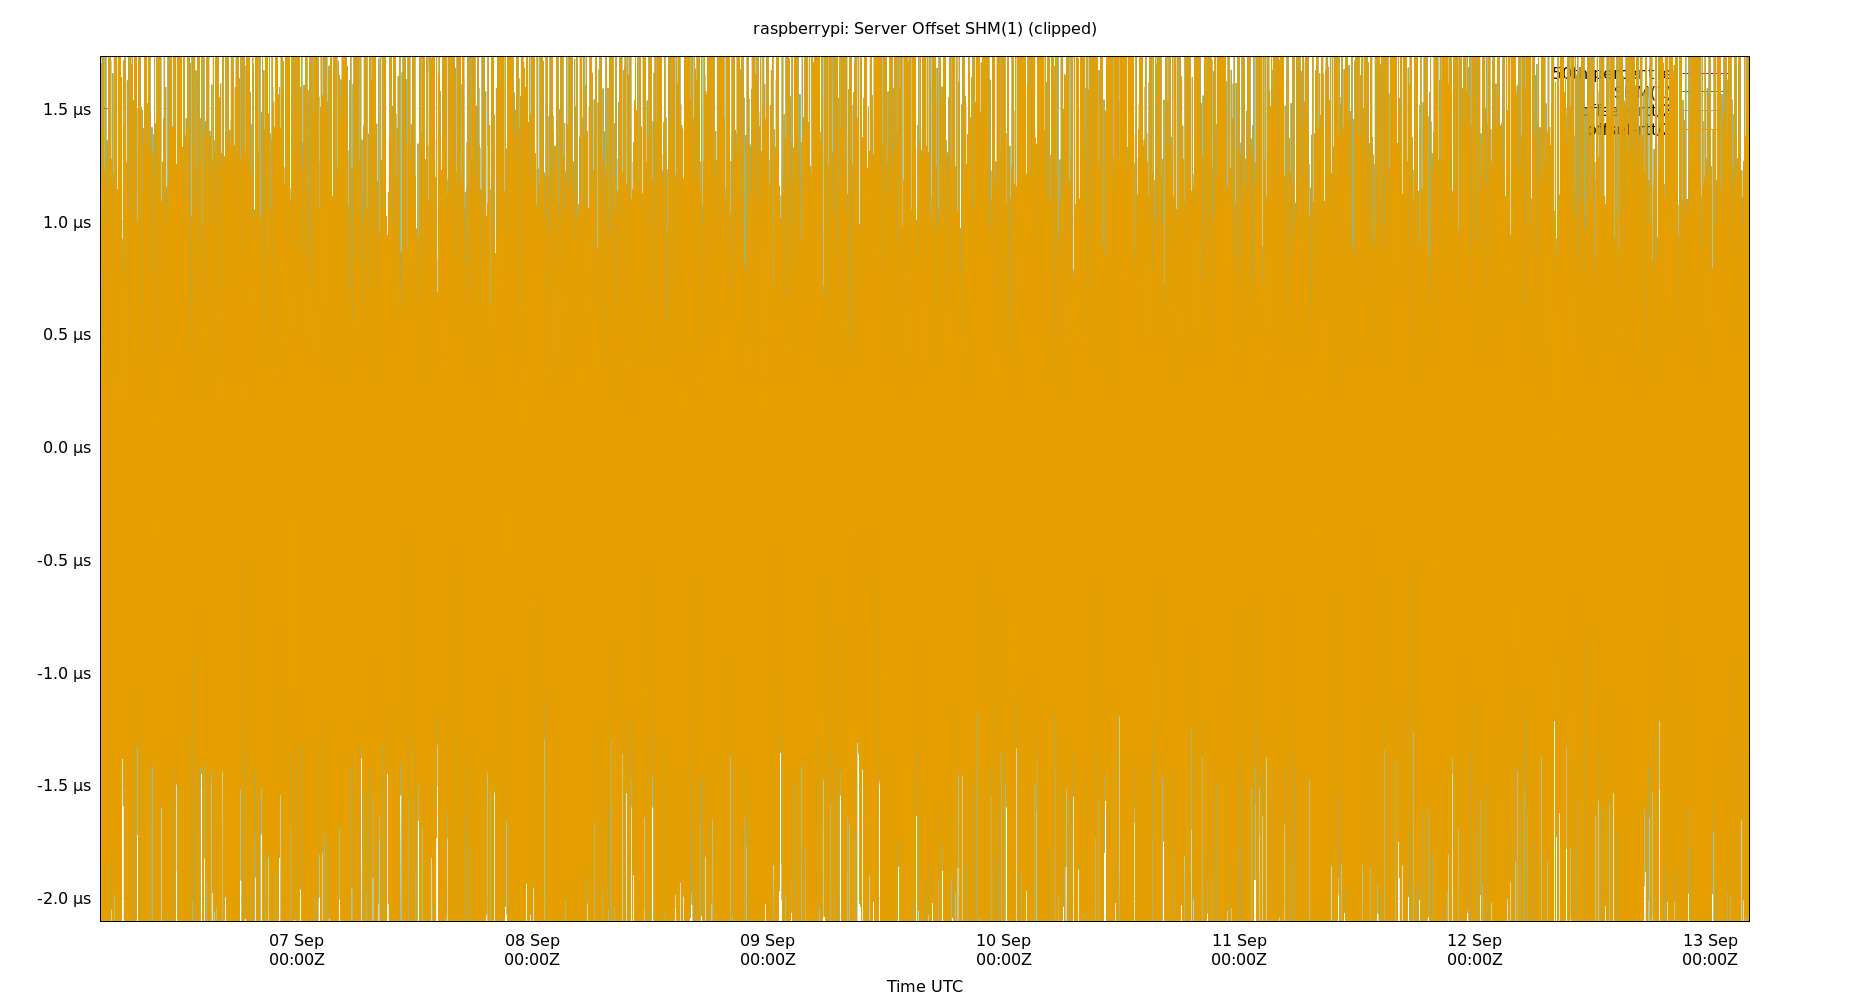 raspberrypi: Server Offset SHM(1) (clipped)
1.5 µs
1.0 µs
0.5 µs
0.0 µs
-0.5 µs
-1.0 µs
-1.5 µs
-2.0 µs
07 Sep 08 Sep 09 Sep 10 Sep 11 Sep 12 Sep 13 Sep
00:00Z 00:00Z 00:00Z 00:00Z 00:00Z 00:00Z 00:00Z
Time UTC